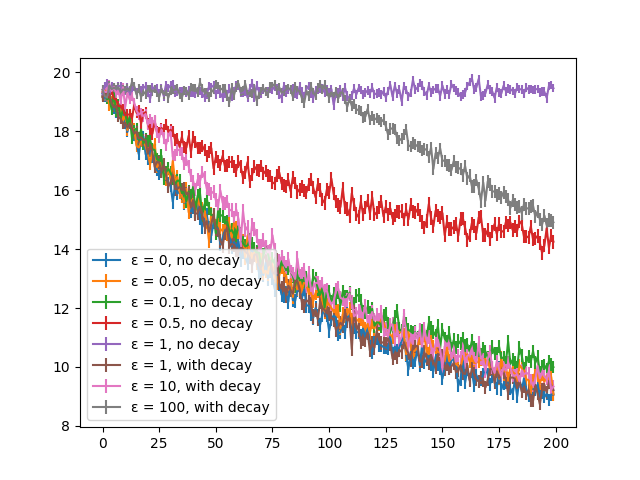 20
18
16
14
12
10
8
0
25
50
75
100
125
150
175
200
ε = 0, no decay
ε = 0.05, no decay
ε = 0.1, no decay
ε = 0.5, no decay
ε = 1, no decay
ε = 1, with decay
ε = 10, with decay
ε = 100, with decay